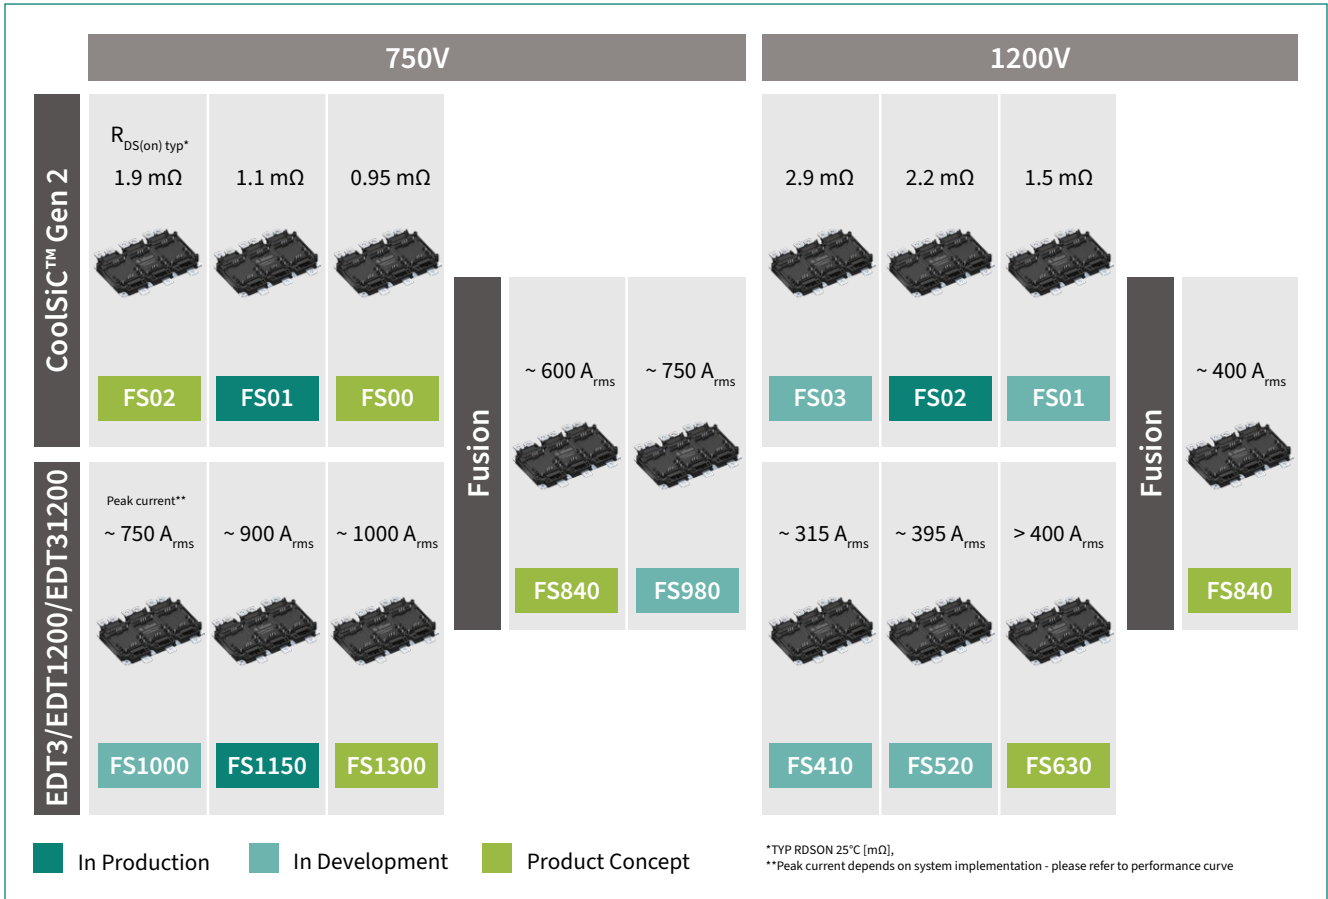 750V
1200V
CoolSiC™ Gen 2
R DS(on) typ*
1.9 mΩ
1.1 mΩ
0.95 mΩ
2.9 mΩ
2.2 mΩ
1.5 mΩ
FS02
FS01
FS00
FS03
FS02
FS01
Fusion
~ 600 Arms
~ 750 Arms
FS840
FS980
Fusion
~ 400 Arms
FS840
EDT3/EDT1200/EDT31200
Peak current**
~ 750 Arms
~ 900 Arms
~ 1000 Arms
~ 315 Arms
~ 395 Arms
> 400 Arms
FS1000
FS1150
FS1300
FS410
FS520
FS630
In Production
In Development
Product Concept
*TYP RDSON 25°C [mΩ],
**Peak current depends on system implementation - please refer to performance curve